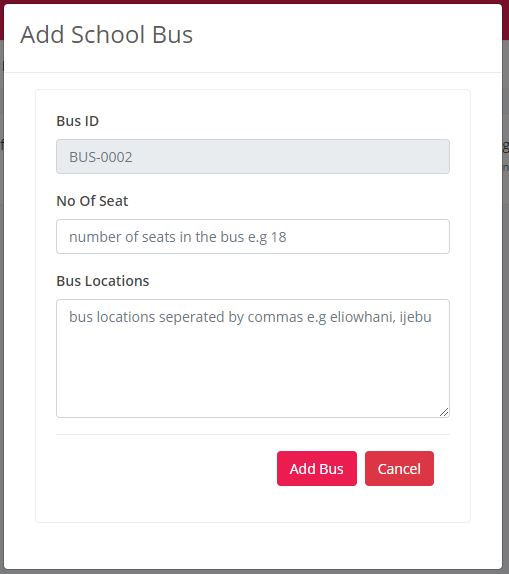 Add School Bus
Bus ID
BUS-0002
No Of Seat
number of seats in the bus e.g 18
Bus Locations
bus locations seperated by commas e.g eliowhani, ijebu
Add Bus
Cancel